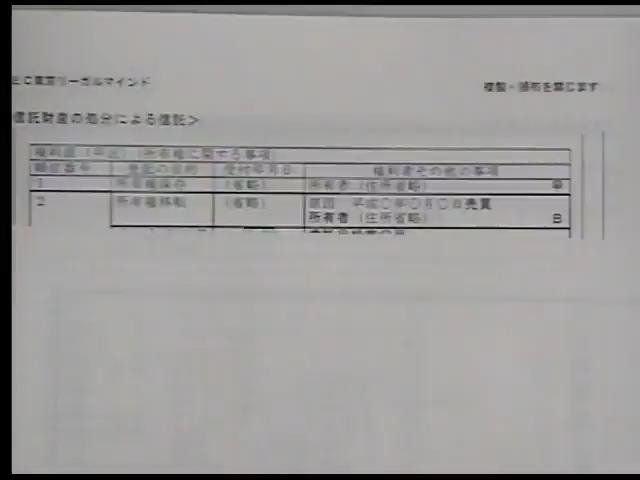 ＥＣ東京リーガルマインド
複製・頒布を禁じます
信託財産の処分による信託＞
権利部（甲区）（所有権に関する事項）
順位番号 登記の目的 受付年月日 権利者その他の事項
1 所有権保存 （省略） 所有者（住所省略） 甲
2 所有権移転 （省略） 原因 平成〇年〇月〇日売買
所有者（住所省略） B